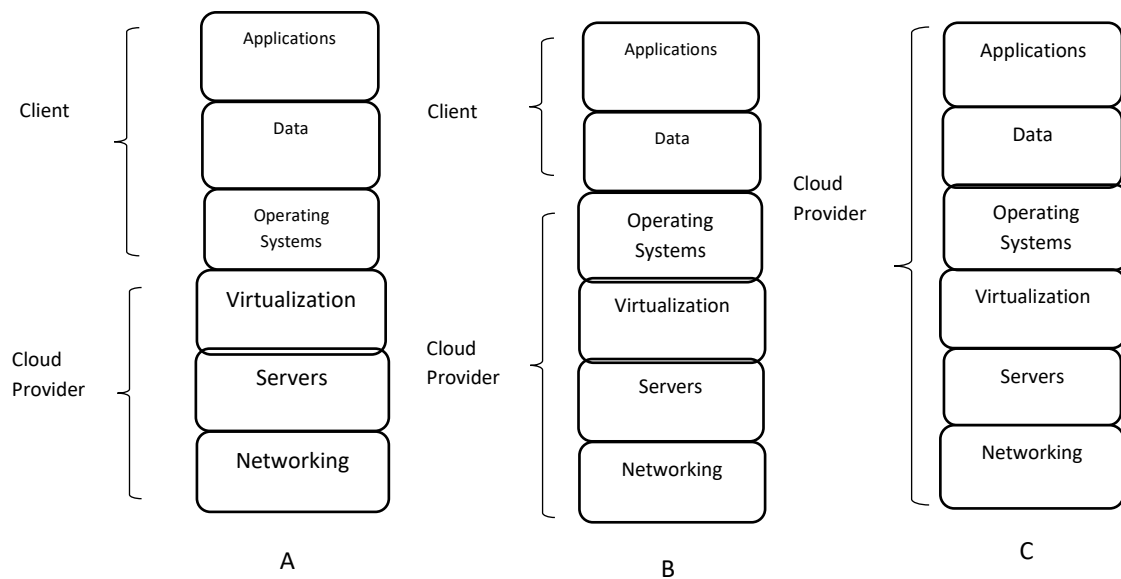 Client
Applications
Data
Operating
Systems
Cloud
Provider
Virtualization
Servers
Networking
A
Client
Applications
Data
Cloud
Provider
Operating
Systems
Virtualization
Servers
Networking
B
Cloud
Provider
Applications
Data
Operating
Systems
Virtualization
Servers
Networking
C